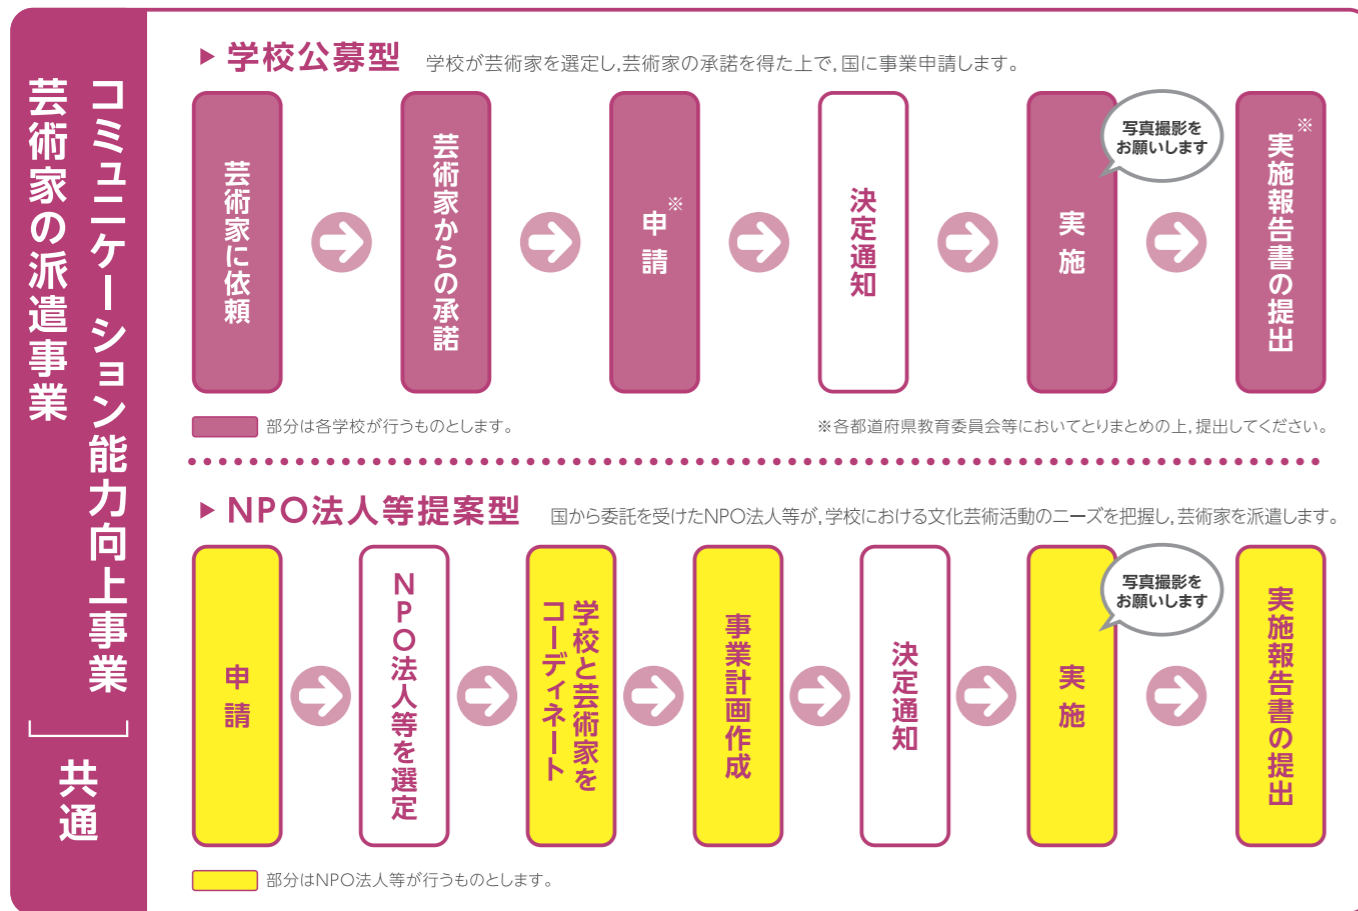 コミュニケーション能力向上事業
芸術家の派遣事業
共通
▶ 学校公募型 学校が芸術家を選定し,芸術家の承諾を得た上で,国に事業申請します。
芸術家に依頼
芸術家からの承諾
申請※
決定通知
実施
写真撮影を
お願いします
実施報告書の提出※
部分は各学校が行うものとします。
※各都道府県教育委員会等においてとりまとめの上,提出してください。
▶ NPO法人等提案型 国から委託を受けたNPO法人等が,学校における文化芸術活動のニーズを把握し,芸術家を派遣します。
申請
NPO法人等を選定
学校と芸術家を
コーディネート
事業計画作成
決定通知
実施
写真撮影を
お願いします
実施報告書の提出
部分はNPO法人等が行うものとします。